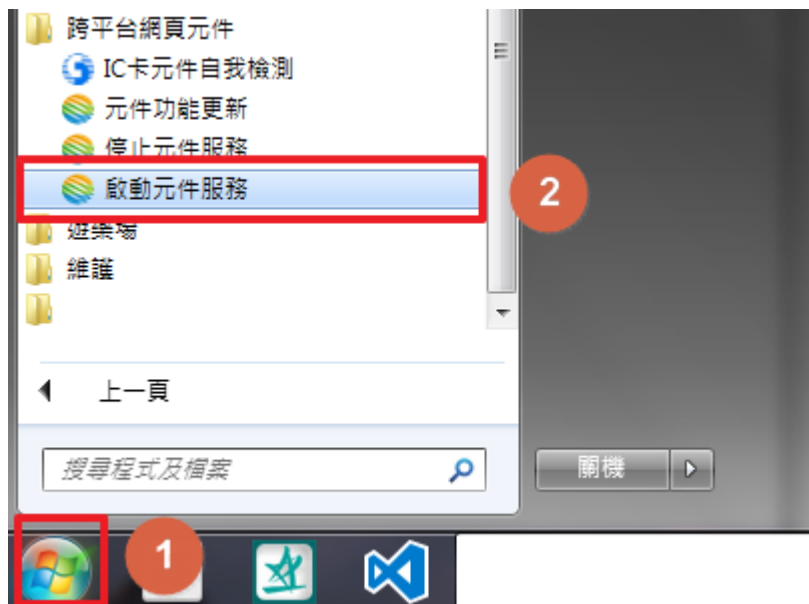 跨平台網頁元件
IC卡元件自我檢測
元件功能更新
停止元件服務
啟動元件服務
2
遊樂場
維護
上一頁
搜尋程式及檔案
關機
1